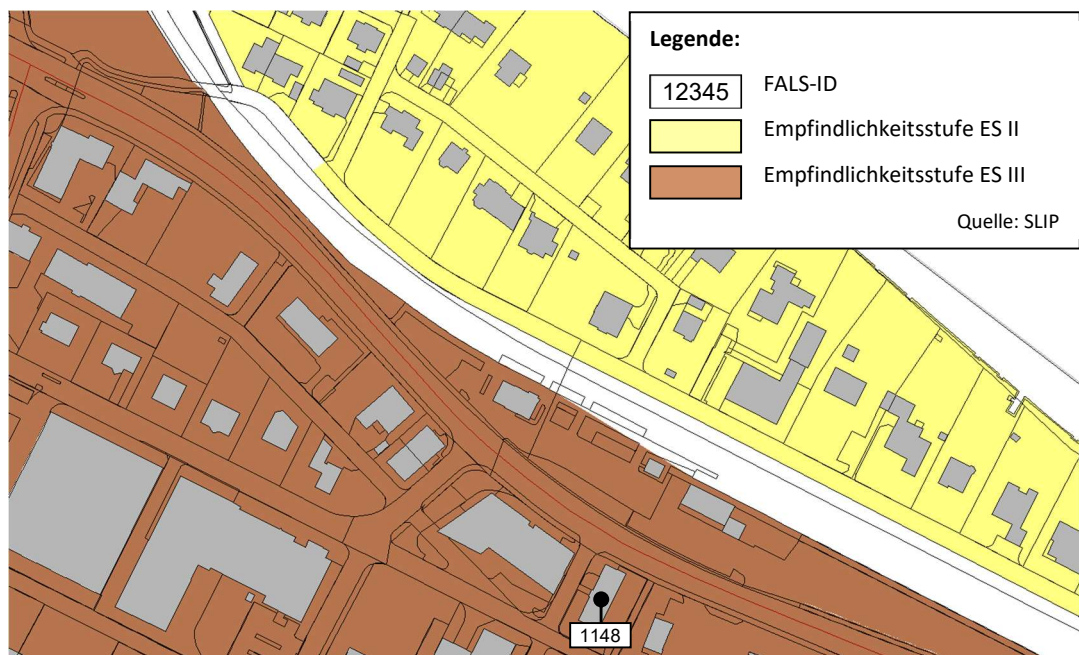 Legende:
12345 FALS-ID
Empfindlichkeitsstufe ES II
Empfindlichkeitsstufe ES III
Quelle: SLIP
1148